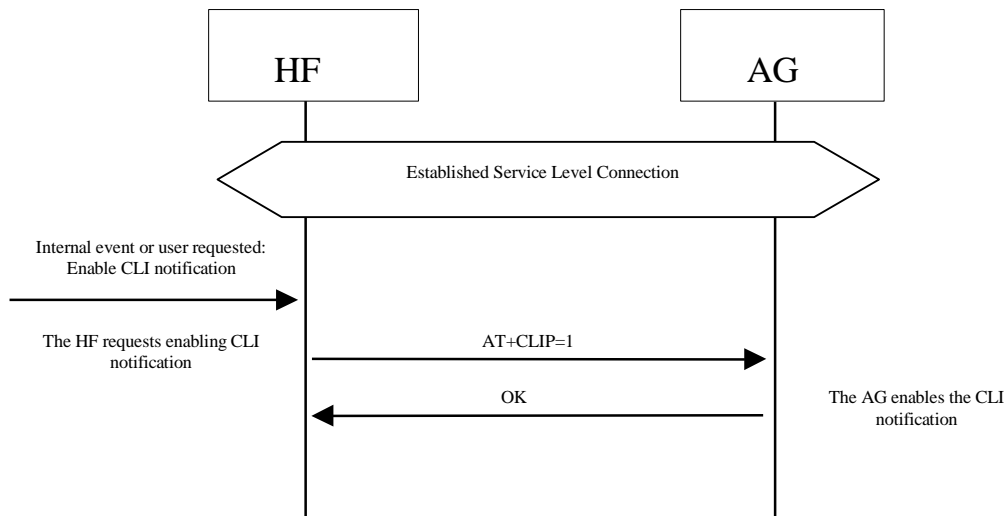 HF
AG
Established Service Level Connection
Internal event or user requested:
Enable CLI notification
The HF requests enabling CLI
notification
AT+CLIP=1
OK
The AG enables the CLI
notification